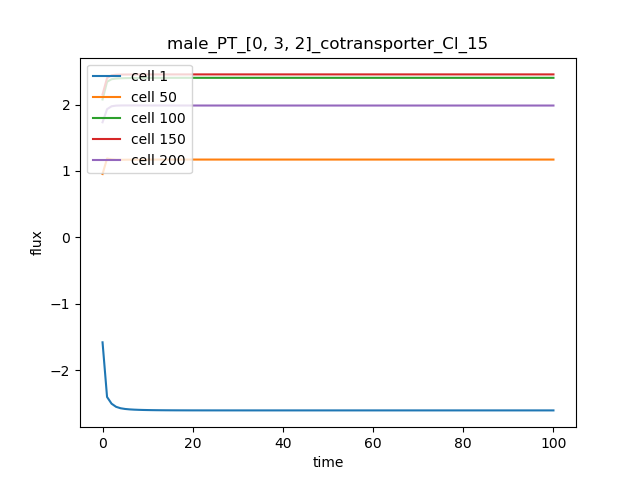 male_PT_[0, 3, 2]_cotransporter_Cl_15
cell 1
cell 50
cell 100
cell 150
cell 200
2
1
0
−1
−2
flux
0
20
40
60
80
100
time